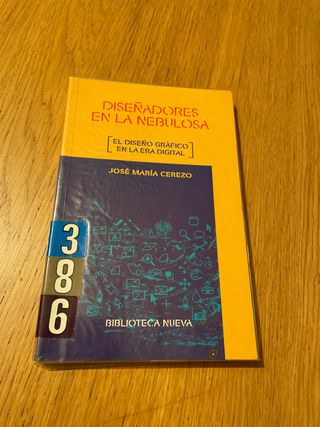 DISEÑADORES
EN LA NEBULOSA
[EL DISEÑO GRÁFICO
EN LA ERA DIGITAL]
JOSÉ MARÍA CEREZO
3
8
6
BIBLIOTECA NUEVA